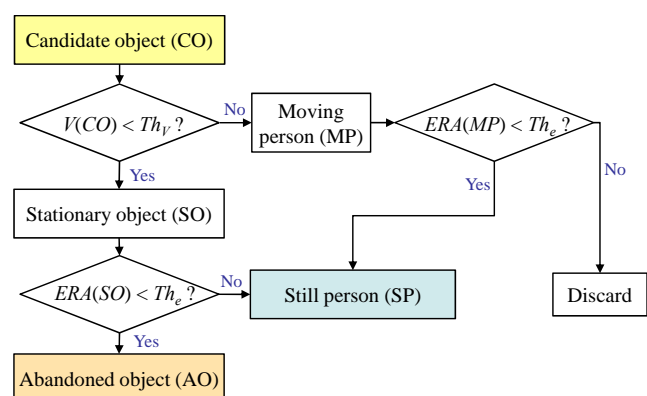 Candidate object (CO)
V(CO) < Th_V ?
No
Moving
person (MP)
ERA(MP) < Th_e ?
Yes
No
Yes
Stationary object (SO)
ERA(SO) < Th_e ?
No
Still person (SP)
Discard
Yes
Abandoned object (AO)